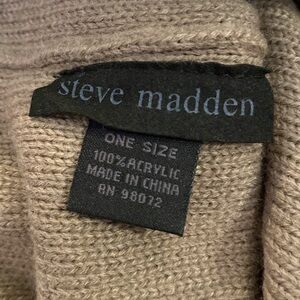 steve madden
ONE SIZE
100% ACRYLIC
MADE IN CHINA
RN 98072